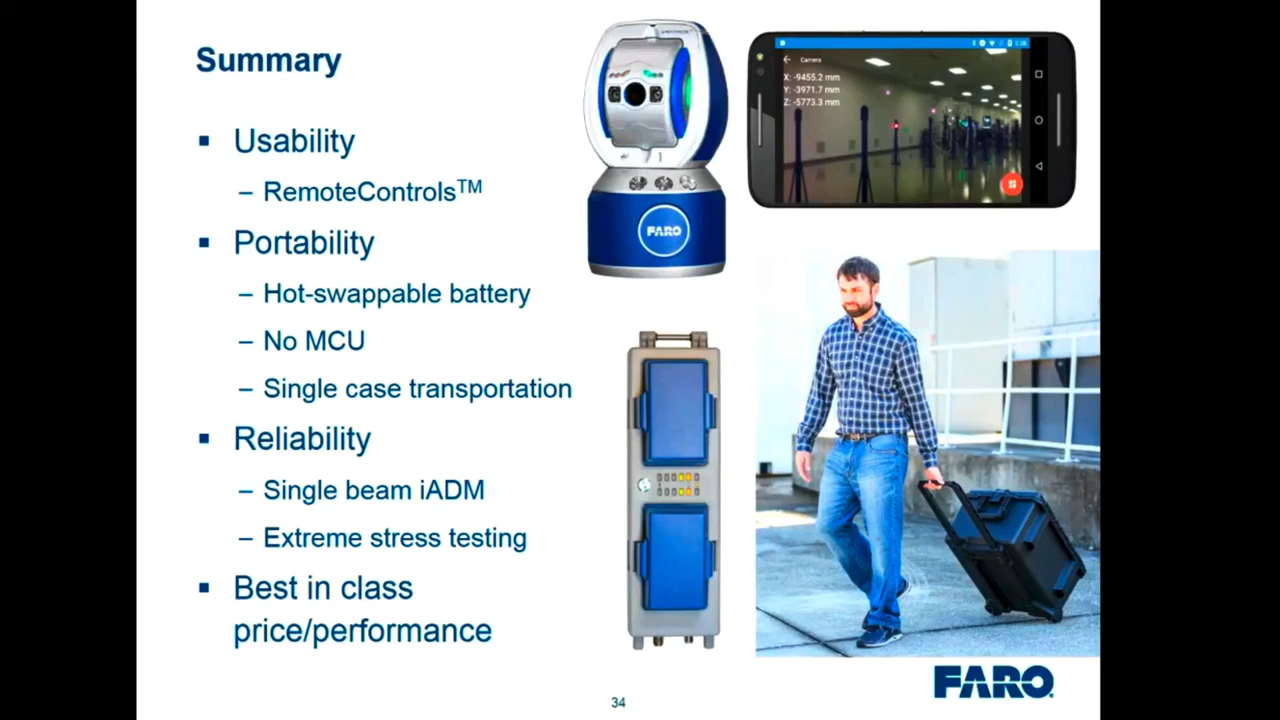 Summary
▪ Usability
– RemoteControls™
▪ Portability
– Hot-swappable battery
– No MCU
– Single case transportation
▪ Reliability
– Single beam iADM
– Extreme stress testing
▪ Best in class
price/performance
FARO
Camera
X: -9455.2 mm
Y: -3971.7 mm
Z: -5773.3 mm
FARO
34